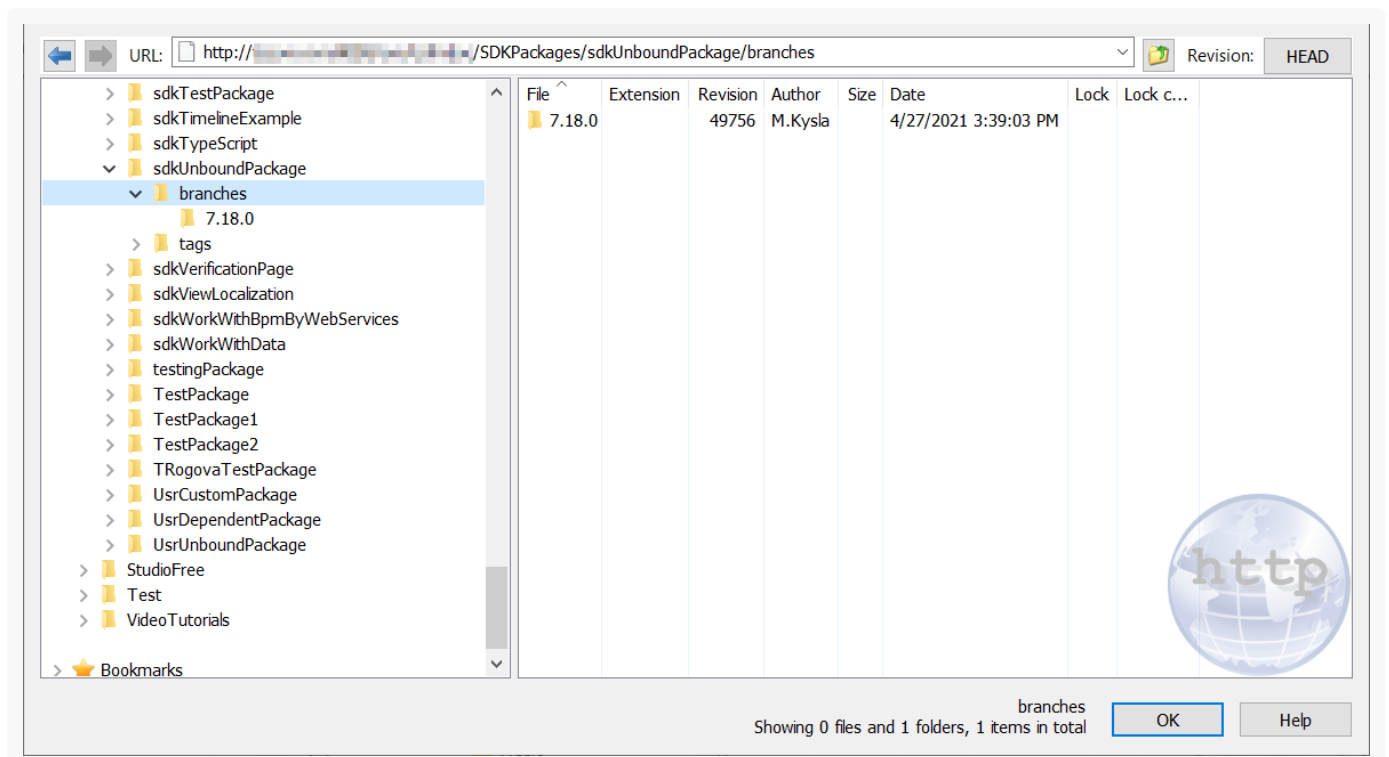 URL: http:// /SDKPackages/sdkUnboundPackage/branches Revision: HEAD
sdkTestPackage
sdkTimelineExample
sdkTypeScript
sdkUnboundPackage
branches
7.18.0
tags
sdkVerificationPage
sdkViewLocalization
sdkWorkWithBpmByWebServices
sdkWorkWithData
testingPackage
TestPackage
TestPackage1
TestPackage2
TRogovaTestPackage
UsrCustomPackage
UsrDependentPackage
UsrUnboundPackage
StudioFree
Test
VideoTutorials
Bookmarks
File Extension Revision Author Size Date Lock Lock c...
7.18.0 49756 M.Kysla 4/27/2021 3:39:03 PM
http
branches
Showing 0 files and 1 folders, 1 items in total
OK Help